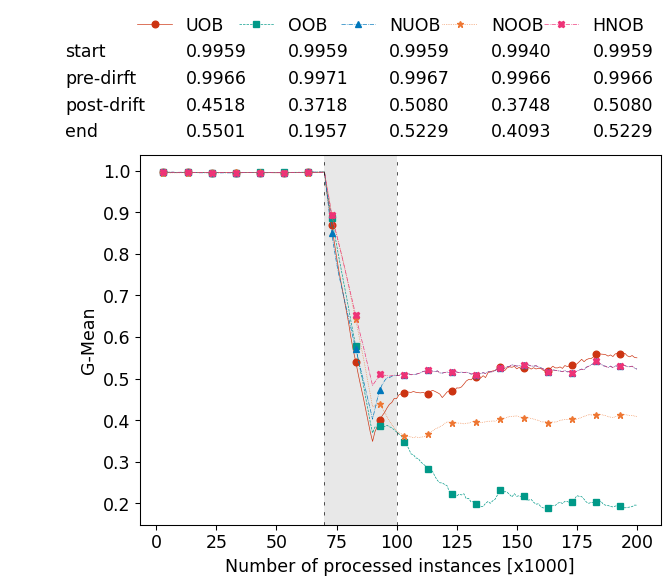 UOB OOB NUOB NOOB HNOB
start 0.9959 0.9959 0.9959 0.9940 0.9959
pre-dirft 0.9966 0.9971 0.9967 0.9966 0.9966
post-drift 0.4518 0.3718 0.5080 0.3748 0.5080
end 0.5501 0.1957 0.5229 0.4093 0.5229
1.0
0.9
0.8
0.7
0.6
0.5
0.4
0.3
0.2
G-Mean
0 25 50 75 100 125 150 175 200
Number of processed instances [x1000]